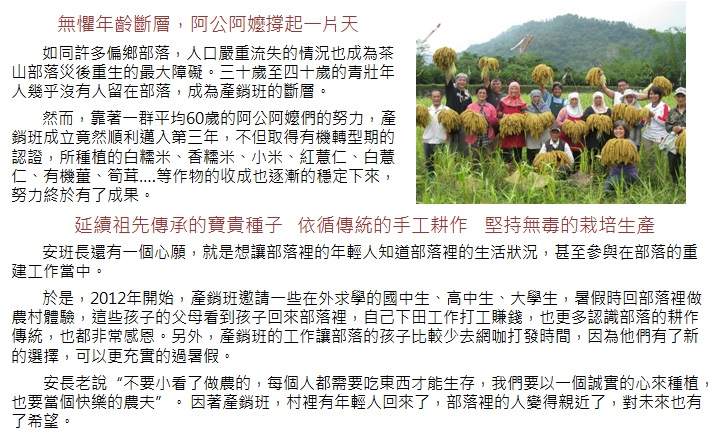 無懼年齡斷層，阿公阿嬤撐起一片天
如同許多偏鄉部落，人口嚴重流失的情況也成為茶
山部落災後重生的最大障礙。三十歲至四十歲的青壯年
人幾乎沒有人留在部落，成為產銷班的斷層。
然而，靠著一群平均60歲的阿公阿嬤們的努力，產
銷班成立竟然順利邁入第三年，不但取得有機轉型期的
認證，所種植的白糯米、香糯米、小米、紅薏仁、白薏
仁、有機薑、筍茸....等作物的收成也逐漸的穩定下來，
努力終於有了成果。
延續祖先傳承的寶貴種子 依循傳統的手工耕作 堅持無毒的栽培生產
安班長還有一個心願，就是想讓部落裡的年輕人知道部落裡的生活狀況，甚至參與在部落的重
建工作當中。
於是，2012年開始，產銷班邀請一些在外求學的國中生、高中生、大學生，暑假時回部落裡做
農村體驗，這些孩子的父母看到孩子回來部落裡，自己下田工作打工賺錢，也更多認識部落的耕作
傳統，也都非常感恩。另外，產銷班的工作讓部落的孩子比較少去網咖打發時間，因為他們有了新
的選擇，可以更充實的過暑假。
安長老說“不要小看了做農的，每個人都需要吃東西才能生存，我們要以一個誠實的心來種植，
也要當個快樂的農夫”。因著產銷班，村裡有年輕人回來了，部落裡的人變得親近了，對未來也有
了希望。